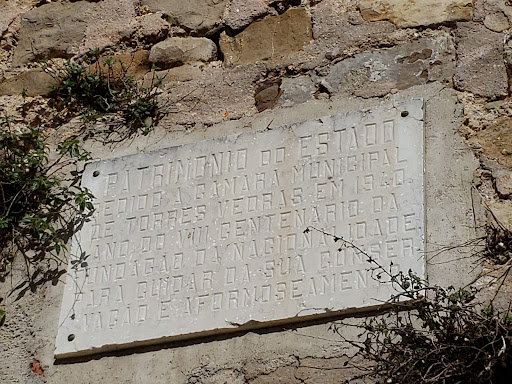 PATRIMONIO DO ESTADO
CEDIDO A CAMARA MUNICIPAL
DE TORRES VEDRAS EM 1940
ANO DO VIII CENTENARIO DA
FUNDAÇÃO DA NACIONALIDADE
PARA CUIDAR DA SUA CONSER-
VAÇÃO E AFORMOSEAMENTO